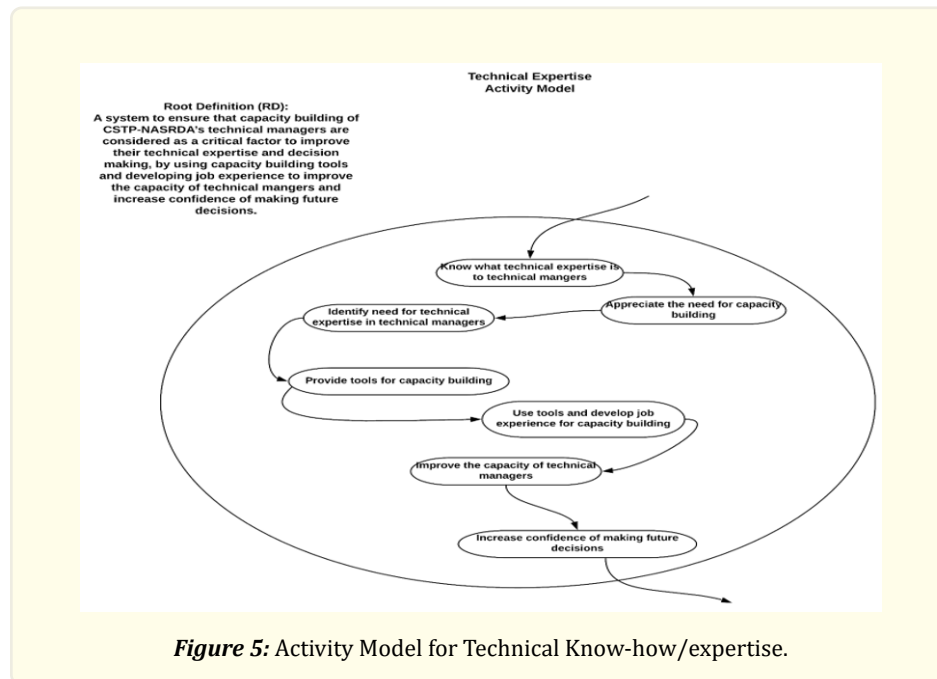 Technical Expertise
Activity Model
Root Definition (RD):
A system to ensure that capacity building of
CSTP-NASRDA's technical managers are
considered as a critical factor to improve
their technical expertise and decision
making, by using capacity building tools
and developing job experience to improve
the capacity of technical mangers and
increase confidence of making future
decisions.
Know what technical expertise is
to technical mangers
Appreciate the need for capacity
building
Identify need for technical
expertise in technical managers
Provide tools for capacity building
Use tools and develop job
experience for capacity building
Improve the capacity of technical
managers
Increase confidence of making future
decisions
Figure 5: Activity Model for Technical Know-how/expertise.